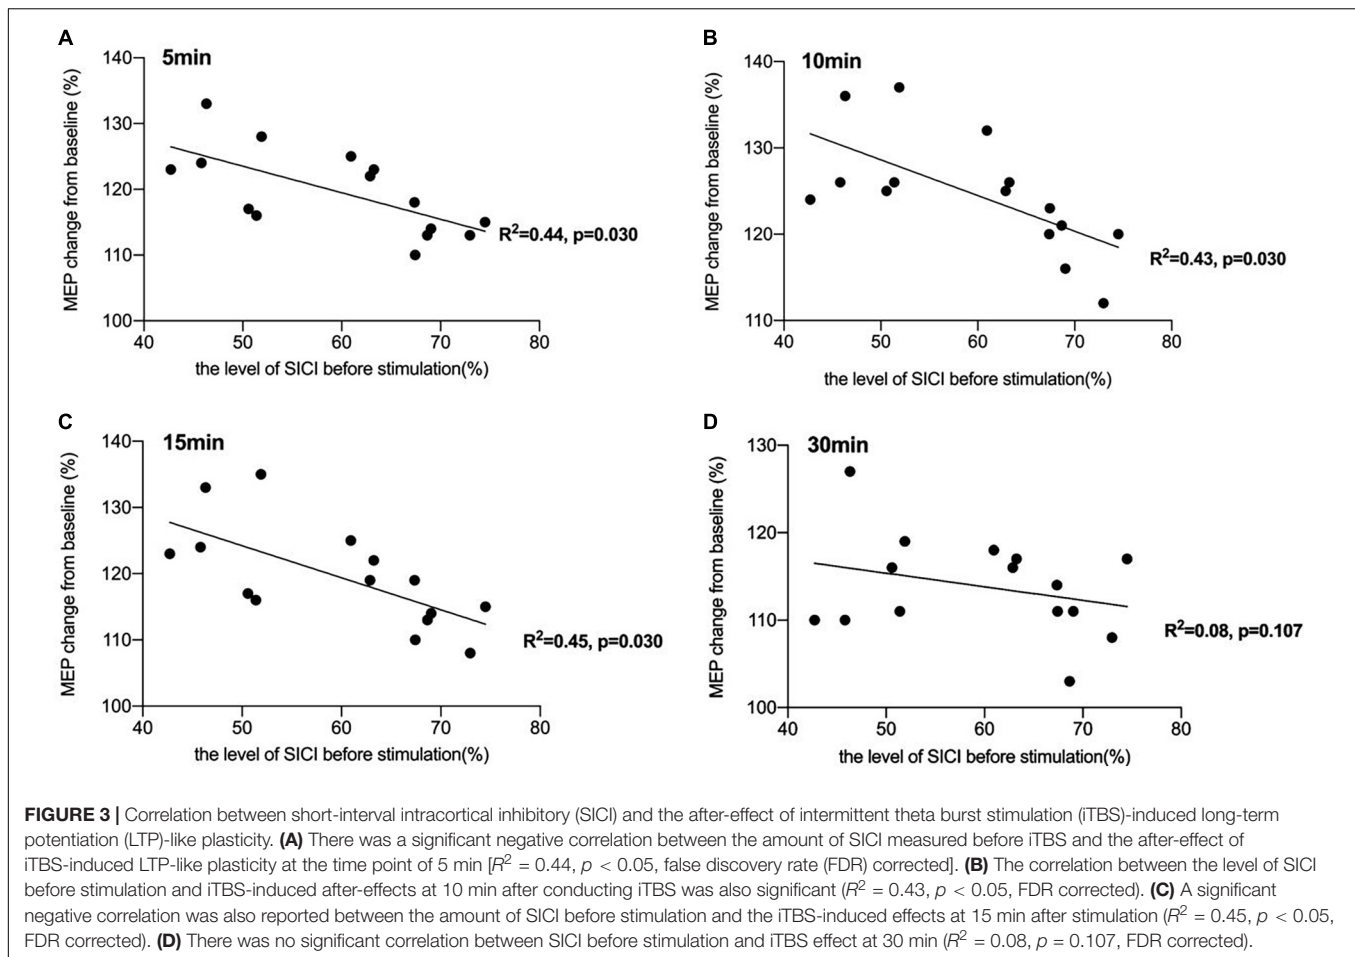 A
5min
140
130
120
110
100
MEP change from baseline (%)
R²=0.44, p=0.030
40 50 60 70 80
the level of SICI before stimulation(%)
B
10min
140
130
120
110
MEP change from baseline (%)
R²=0.43, p=0.030
40 50 60 70 80
the level of SICI before stimulation(%)
C
15min
140
130
120
110
100
MEP change from baseline (%)
R²=0.45, p=0.030
40 50 60 70 80
the level of SICI before stimulation(%)
D
30min
130
120
110
100
MEP change from baseline (%)
R²=0.08, p=0.107
40 50 60 70 80
the level of SICI before stimulation(%)
FIGURE 3 | Correlation between short-interval intracortical inhibitory (SICI) and the after-effect of intermittent theta burst stimulation (iTBS)-induced long-term
potentiation (LTP)-like plasticity. (A) There was a significant negative correlation between the amount of SICI measured before iTBS and the after-effect of
iTBS-induced LTP-like plasticity at the time point of 5 min [R² = 0.44, p < 0.05, false discovery rate (FDR) corrected]. (B) The correlation between the level of SICI
before stimulation and iTBS-induced after-effects at 10 min after conducting iTBS was also significant (R² = 0.43, p < 0.05, FDR corrected). (C) A significant
negative correlation was also reported between the amount of SICI before stimulation and the iTBS-induced effects at 15 min after stimulation (R² = 0.45, p < 0.05,
FDR corrected). (D) There was no significant correlation between SICI before stimulation and iTBS effect at 30 min (R² = 0.08, p = 0.107, FDR corrected).